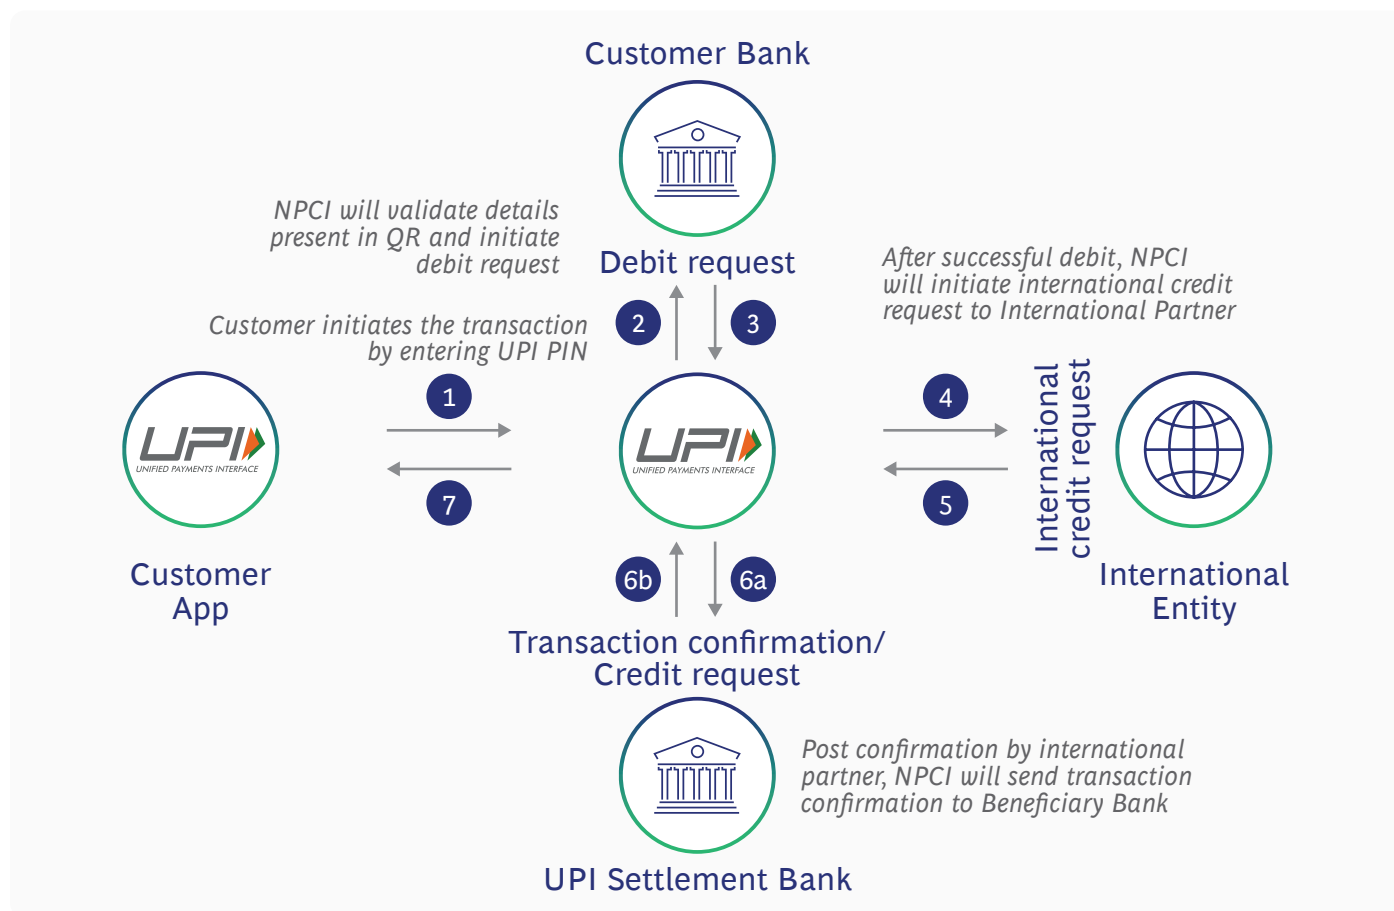 Customer Bank
NPCI will validate details
present in QR and initiate
debit request
Debit request
After successful debit, NPCI
will initiate international credit
request to International Partner
2
3
Customer initiates the transaction
by entering UPI PIN
1
4
International
credit request
UPI
UNIFIED PAYMENTS INTERFACE
UPI
UNIFIED PAYMENTS INTERFACE
7
5
Customer
App
6b
6a
International
Entity
Transaction confirmation/
Credit request
Post confirmation by international
partner, NPCI will send transaction
confirmation to Beneficiary Bank
UPI Settlement Bank